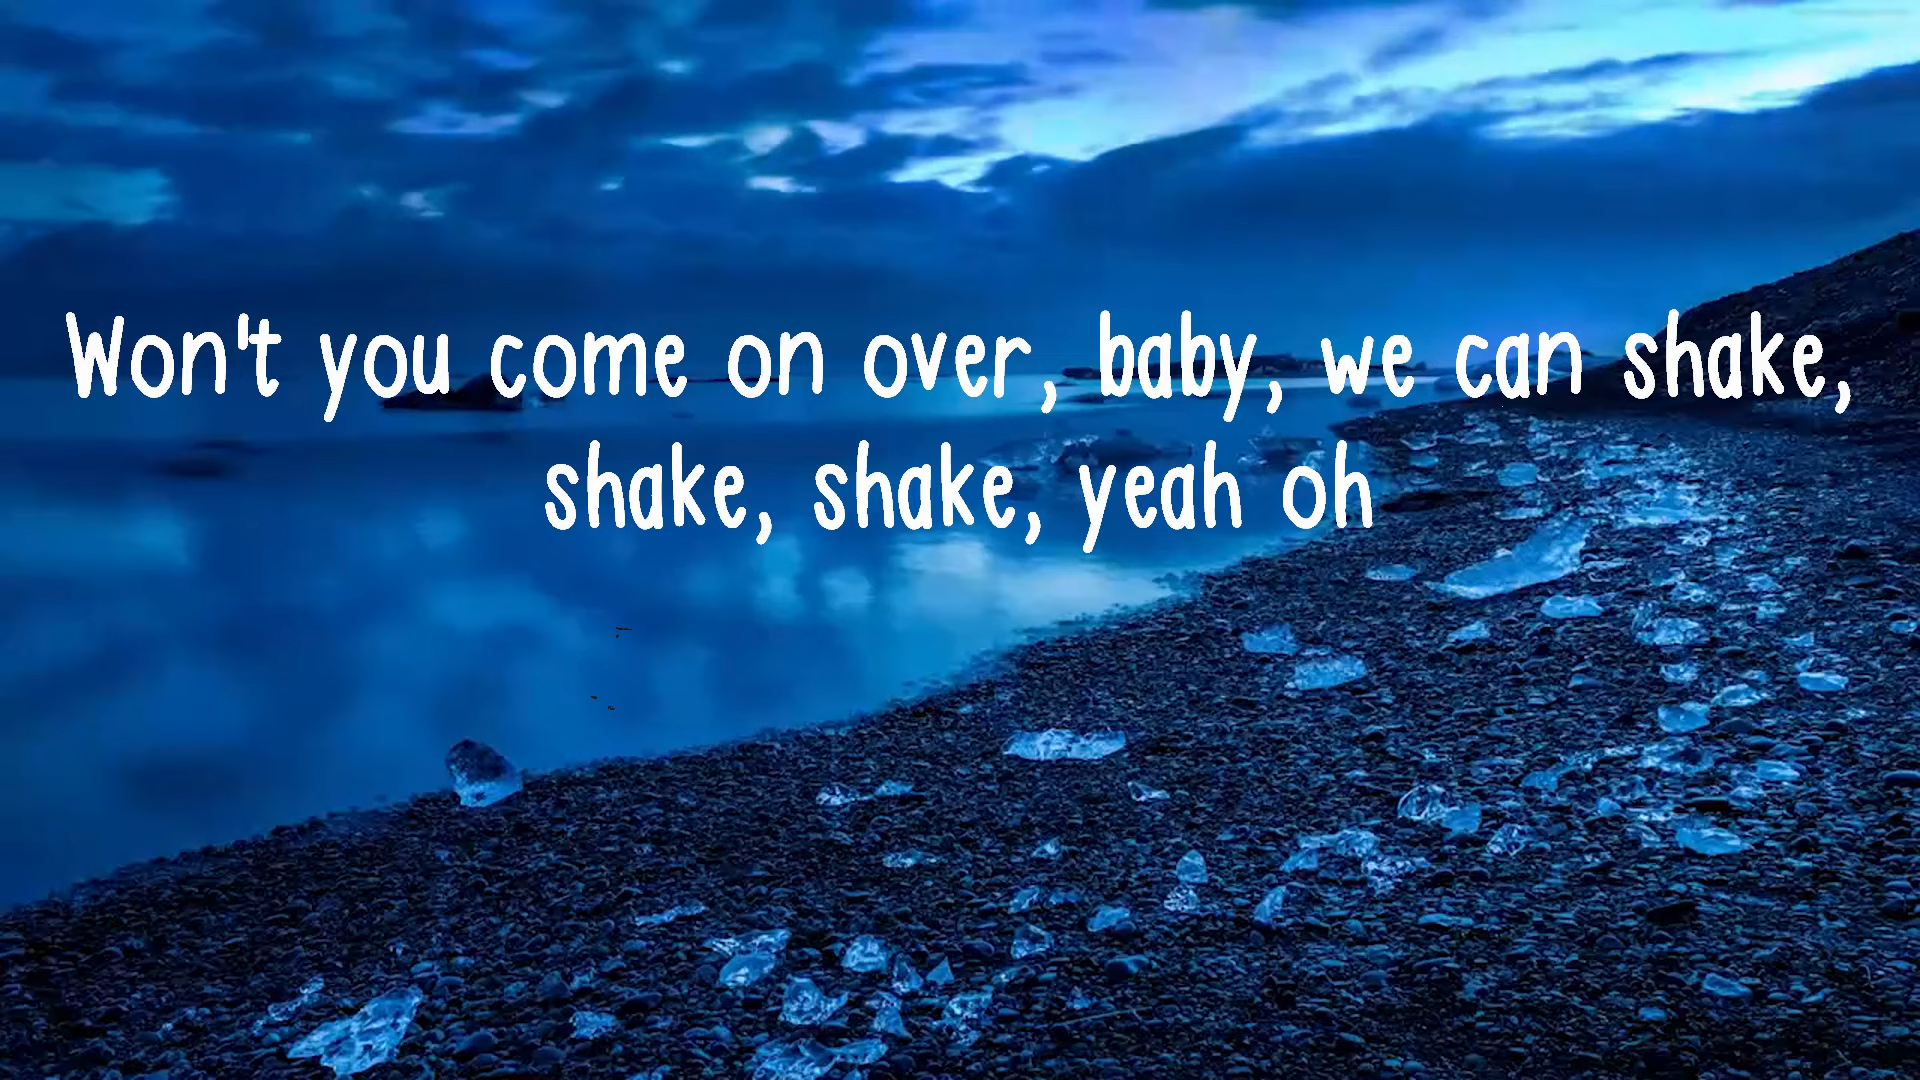 Won't you come on over, baby, we can shake,
shake, shake, yeah oh